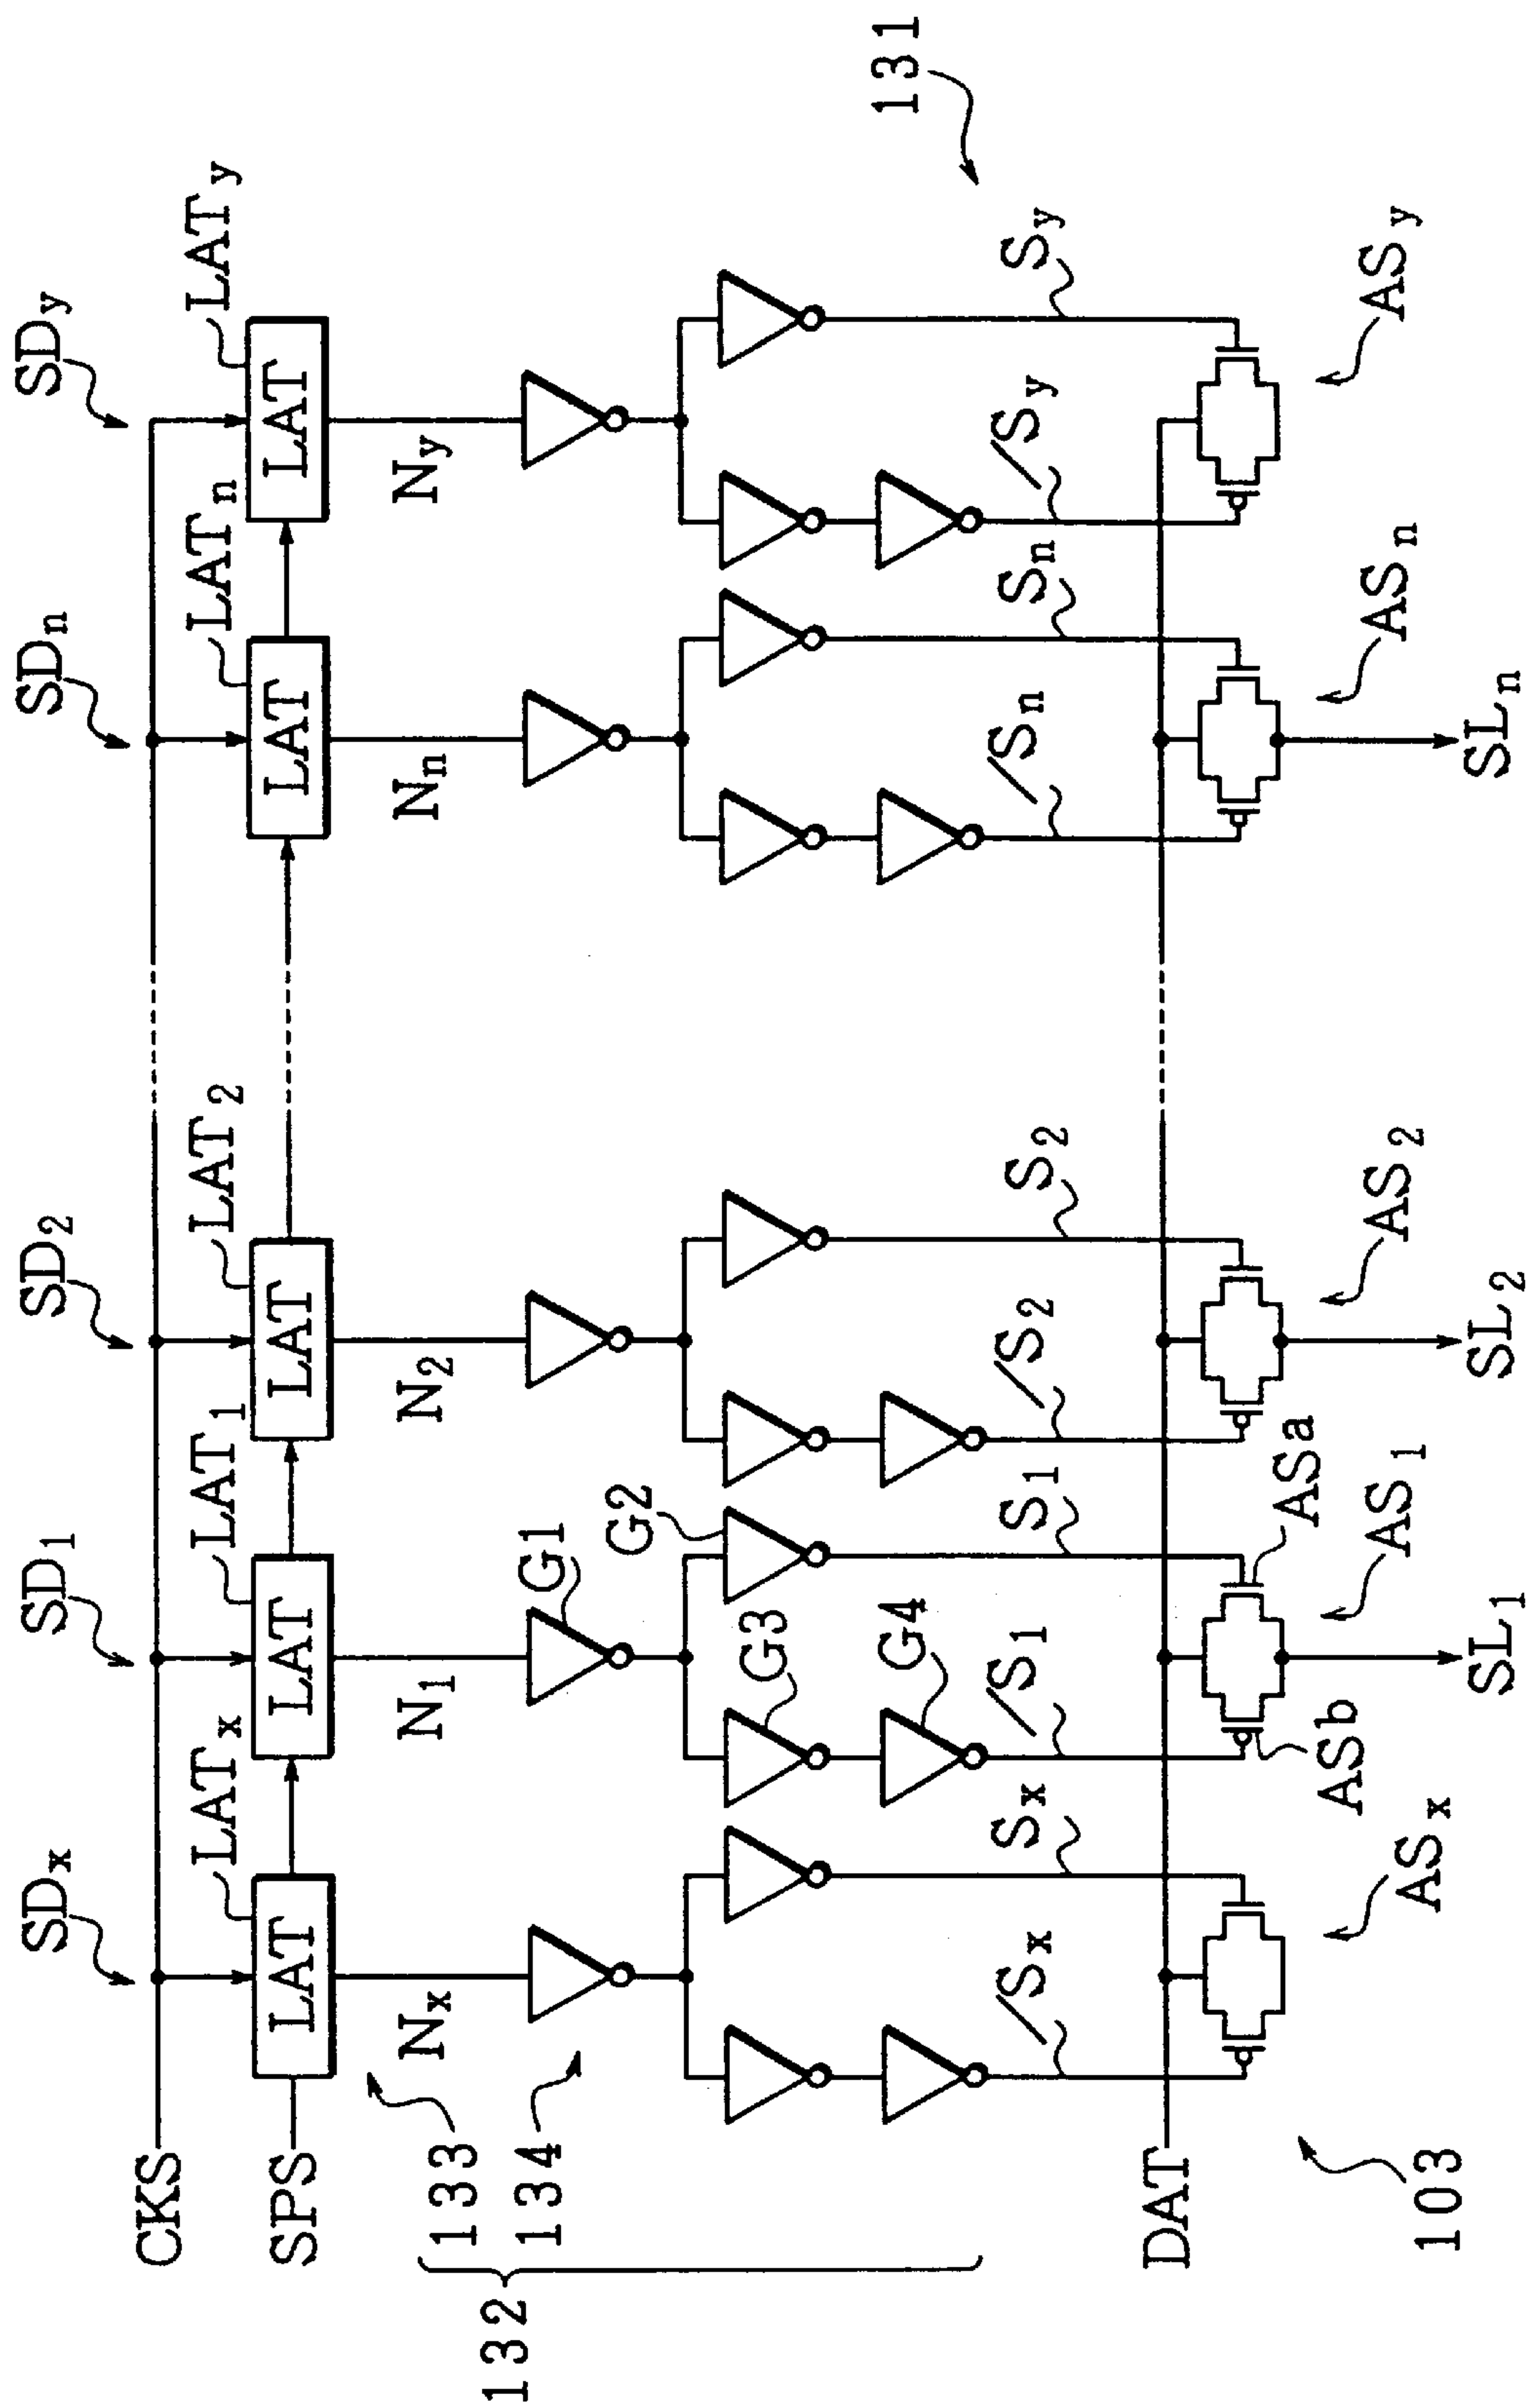 SDx SD1 SD2 SDn SDy
LATx LAT1 LAT2 LATn LATy
CKS
SPS LAT LAT LAT LAT LAT
Nx N1 N2 Nn Ny
132 133
134
G1
G2
G3
G4
/Sx Sx /S1 S1 /S2 S2 /Sn Sn /Sy Sy
131
DAT
ASb ASa
ASx AS1 AS2 ASn ASy
103
SL1 SL2 SLn